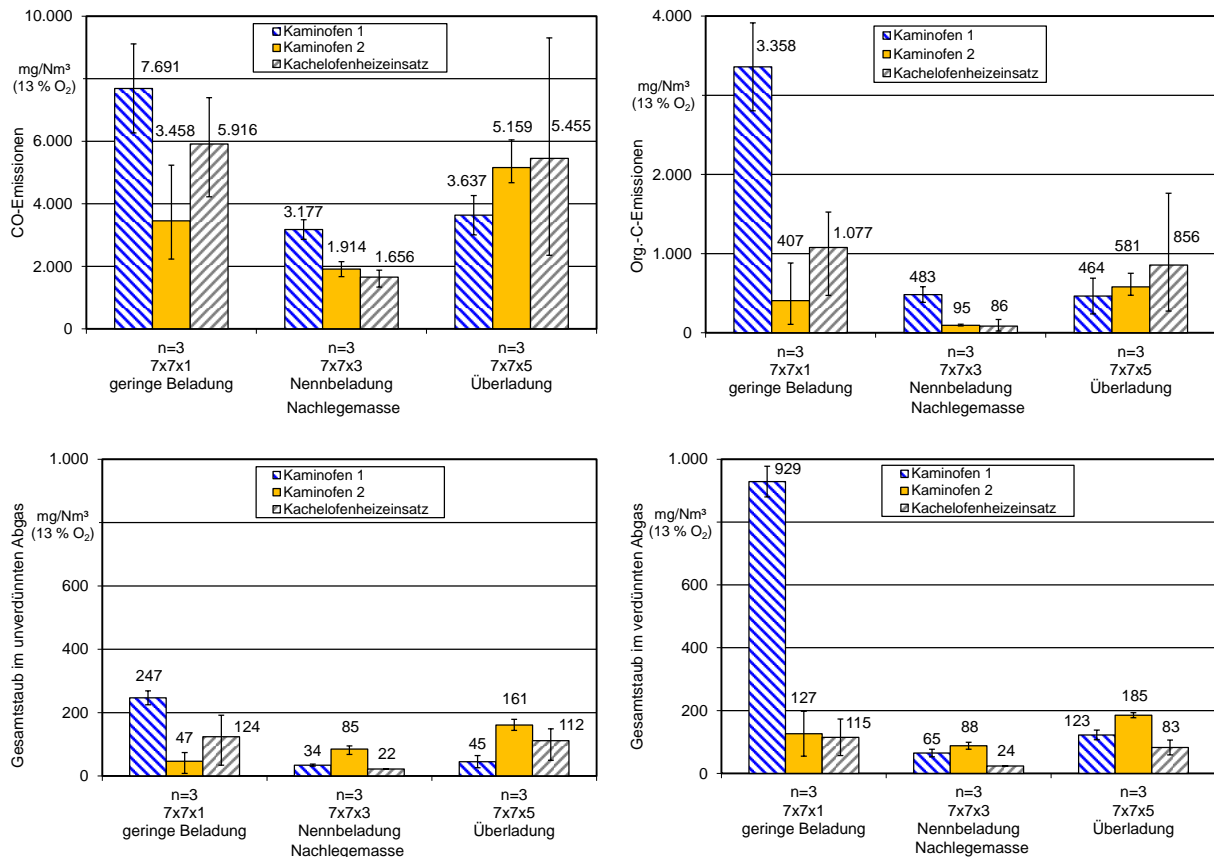 10.000
mg/Nm³
(13 % O₂)
6.000
4.000
2.000
0
CO-Emissionen
Kaminofen 1
Kaminofen 2
Kachelofenheizeinsatz
7.691
3.458
5.916
3.177
1.914
1.656
3.637
5.159
5.455
n=3
7x7x1
geringe Beladung
n=3
7x7x3
Nennbeladung
n=3
7x7x5
Überladung
Nachlegemasse
4.000
mg/Nm³
(13 % O₂)
2.000
1.000
0
Org.-C-Emissionen
Kaminofen 1
Kaminofen 2
Kachelofenheizeinsatz
3.358
407
1.077
483
95
86
464
581
856
n=3
7x7x1
geringe Beladung
n=3
7x7x3
Nennbeladung
n=3
7x7x5
Überladung
Nachlegemasse
1.000
mg/Nm³
(13 % O₂)
600
400
200
0
Gesamtstaub im unverdünnten Abgas
Kaminofen 1
Kaminofen 2
Kachelofenheizeinsatz
247
47
124
34
85
22
45
161
112
n=3
7x7x1
geringe Beladung
n=3
7x7x3
Nennbeladung
n=3
7x7x5
Überladung
Nachlegemasse
1.000
mg/Nm³
(13 % O₂)
600
400
200
0
Gesamtstaub im verdünnten Abgas
Kaminofen 1
Kaminofen 2
Kachelofenheizeinsatz
929
127
115
65
88
24
123
185
83
n=3
7x7x1
geringe Beladung
n=3
7x7x3
Nennbeladung
n=3
7x7x5
Überladung
Nachlegemasse